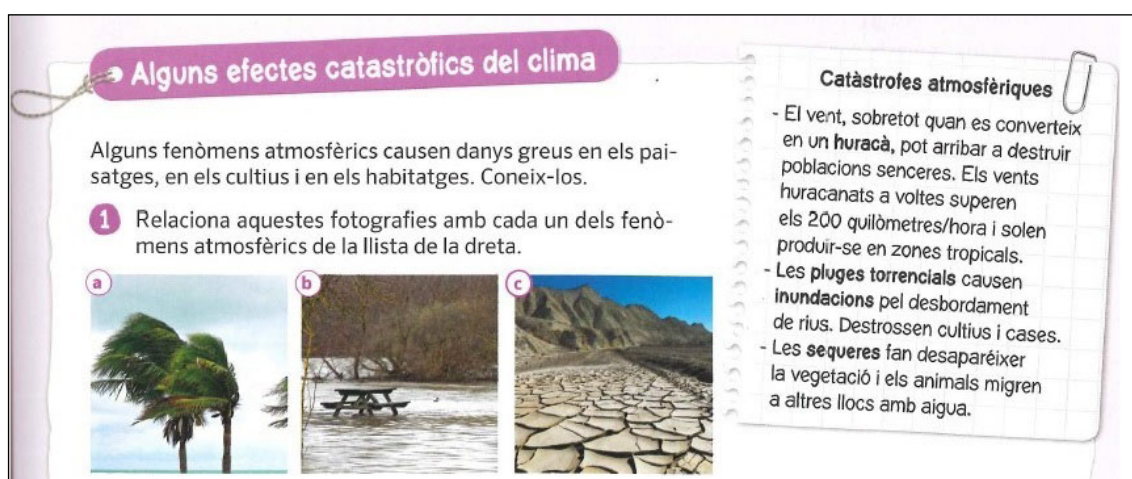 Alguns efectes catastròfics del clima
Alguns fenòmens atmosfèrics causen danys greus en els pai-
satges, en els cultius i en els habitatges. Coneix-los.
1 Relaciona aquestes fotografies amb cada un dels fenò-
mens atmosfèrics de la llista de la dreta.
a
b
c
Catàstrofes atmosfèriques
- El vent, sobretot quan es converteix
en un huracà, pot arribar a destruir
poblacions senceres. Els vents
huracanats a voltes superen
els 200 quilòmetres/hora i solen
produir-se en zones tropicals.
- Les pluges torrencials causen
inundacions pel desbordament
de rius. Destrossen cultius i cases.
- Les sequeres fan desaparéixer
la vegetació i els animals migren
a altres llocs amb aigua.